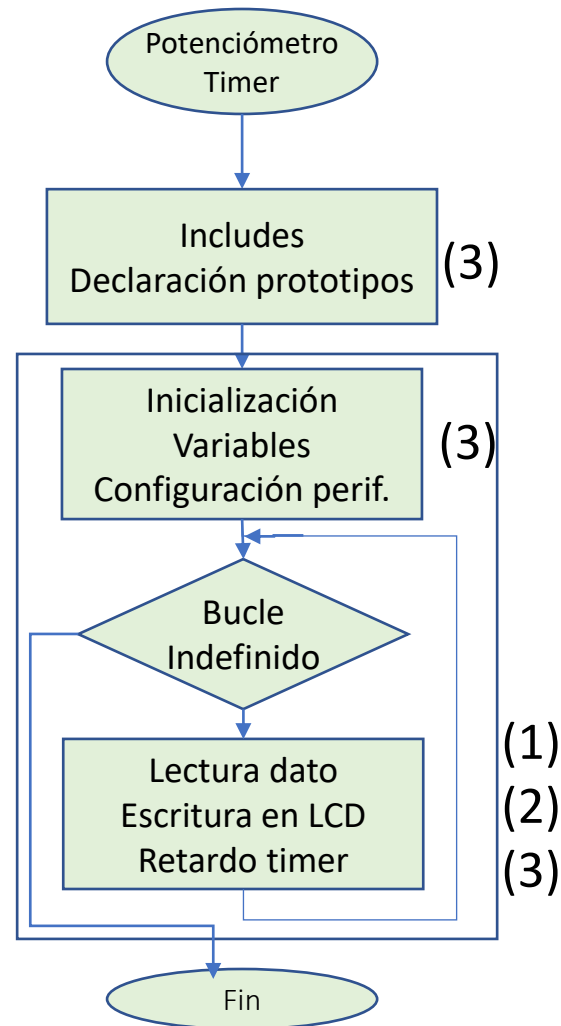 Potenciómetro
Timer
Includes
Declaración prototipos
(3)
Inicialización
Variables
Configuración perif.
(3)
Bucle
Indefinido
Lectura dato
Escritura en LCD
Retardo timer
(1)
(2)
(3)
Fin